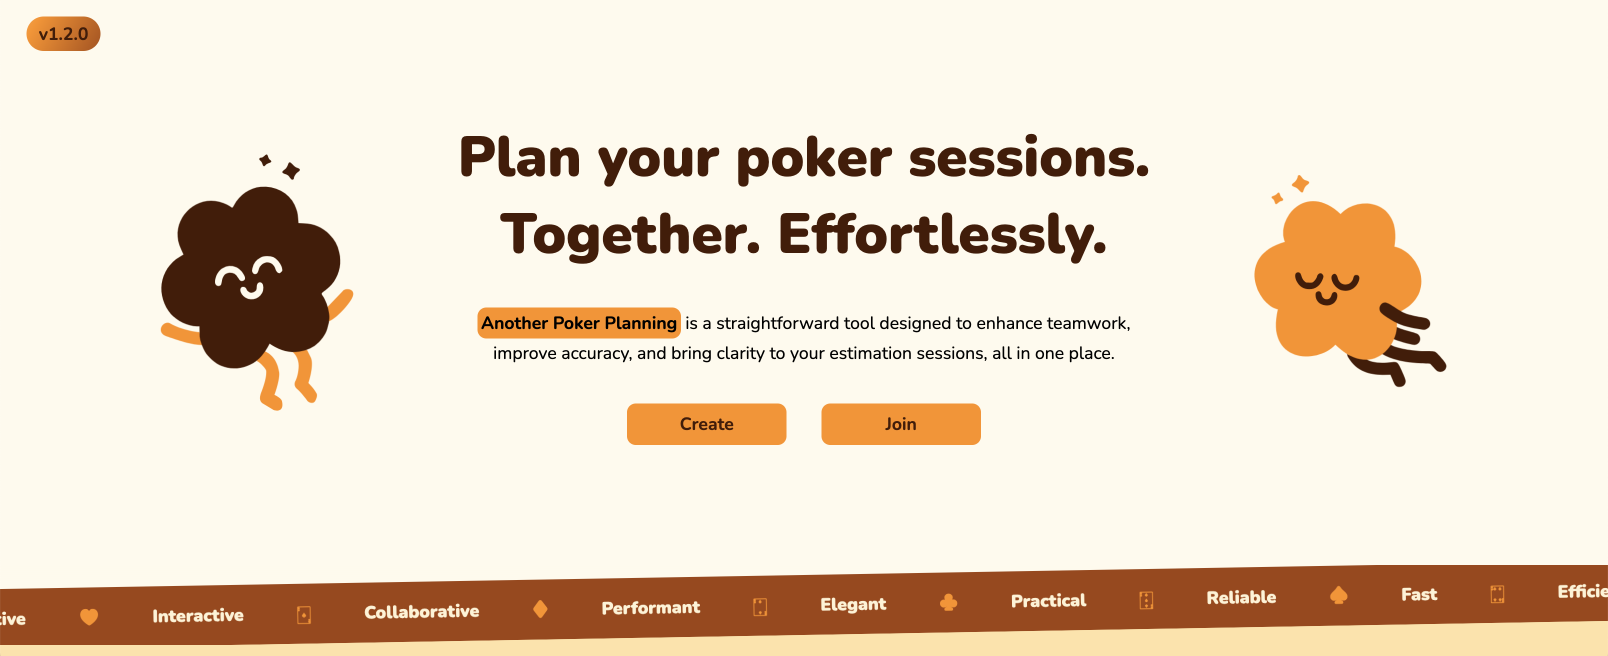 v1.2.0
Plan your poker sessions.
Together. Effortlessly.
Another Poker Planning is a straightforward tool designed to enhance teamwork,
improve accuracy, and bring clarity to your estimation sessions, all in one place.
Create Join
Interactive Collaborative Performant Elegant Practical Reliable Fast